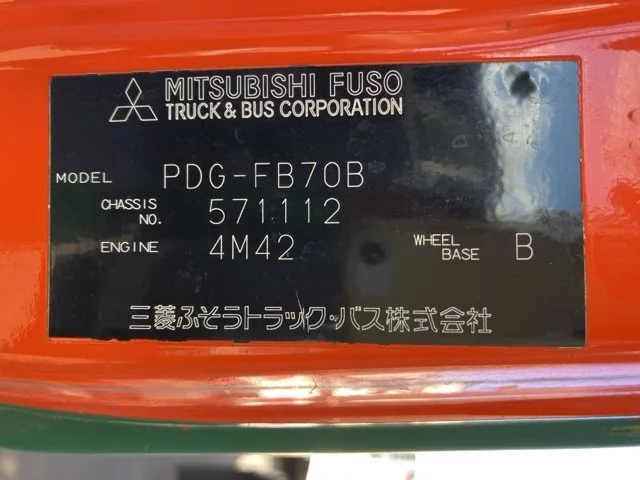 MITSUBISHI FUSO
TRUCK & BUS CORPORATION
MODEL PDG-FB70B
CHASSIS NO. 571112
ENGINE 4M42 WHEEL BASE B
三菱ふそうトラック・バス株式会社